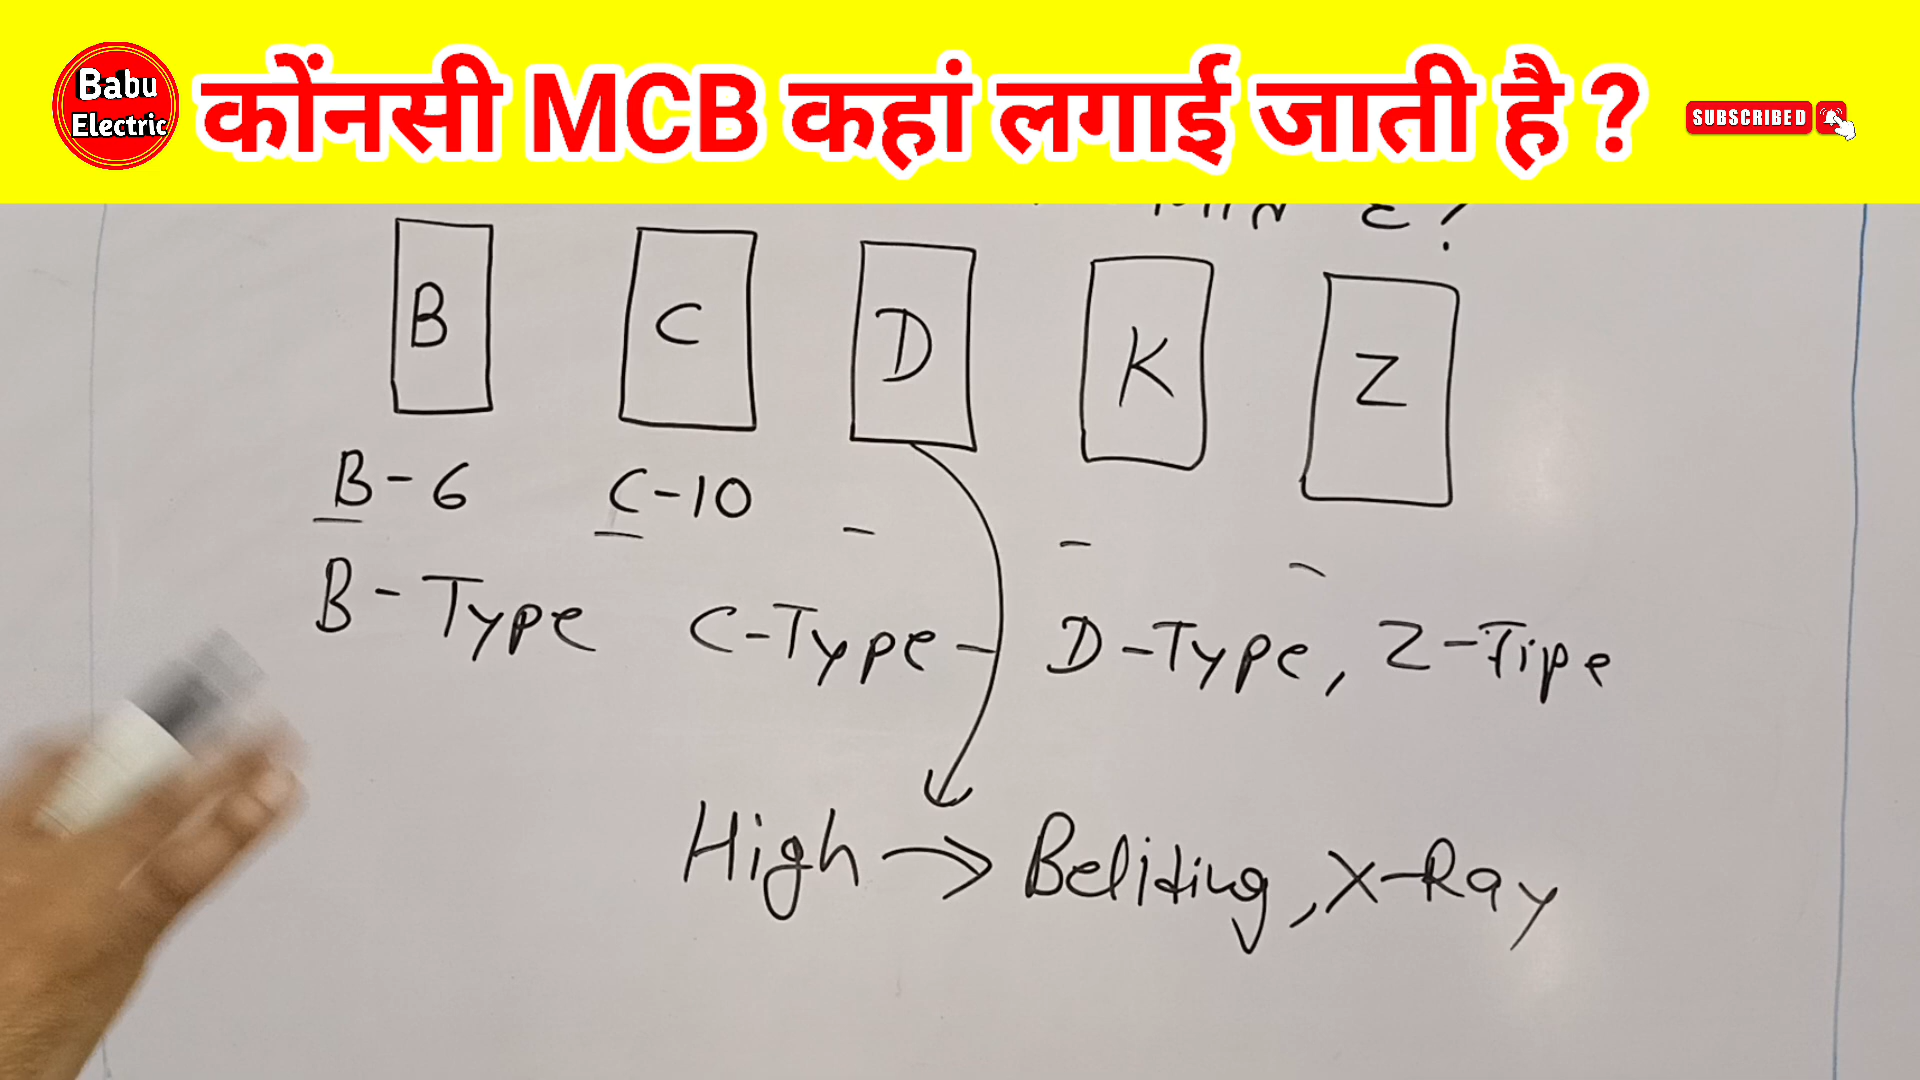 Babu
Electric
कोंनसी MCB कहां लगाई जाती है ?
SUBSCRIBED
B C D K Z
B-6 C-10 - - -
B-Type C-Type - D-Type, Z-Tipe
High → Beliting, X-Ray